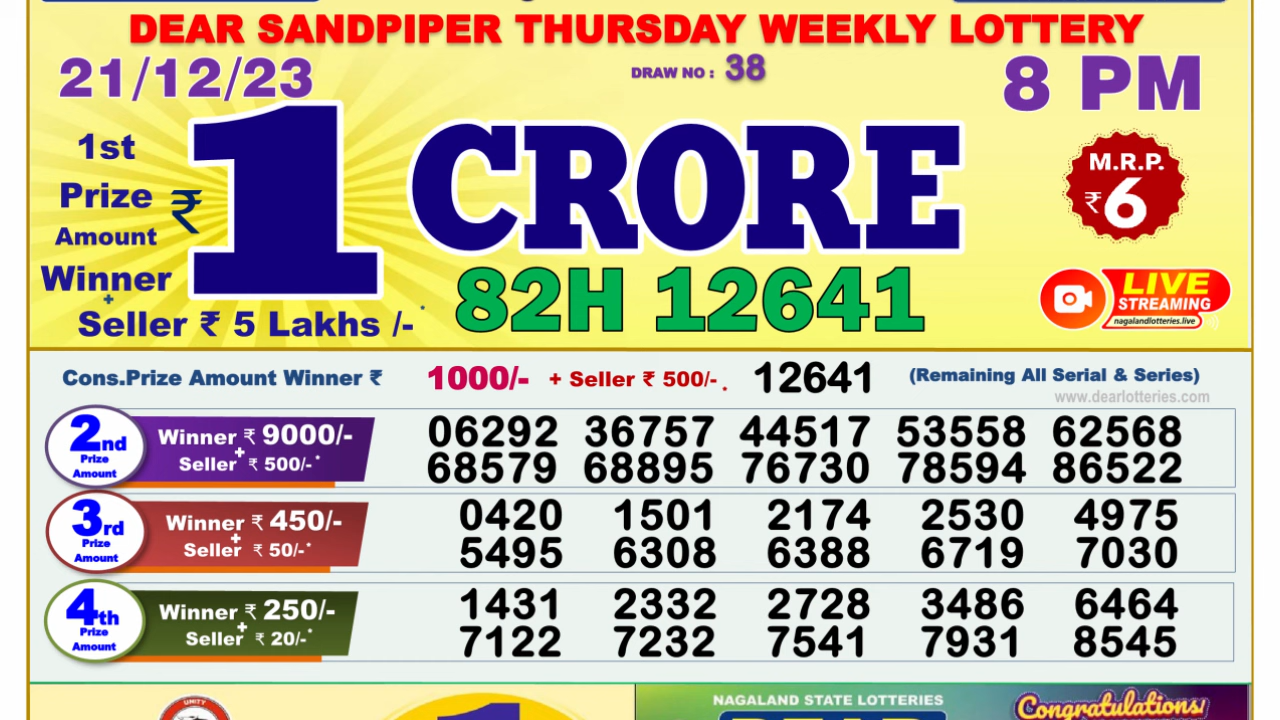 DEAR SANDPIPER THURSDAY WEEKLY LOTTERY
21/12/23
DRAW NO : 38
8 PM
1st
Prize
Amount
Winner
+
Seller ₹ 5 Lakhs /- *
₹ 1 CRORE
82H 12641
M.R.P.
₹ 6
LIVE
STREAMING
nagalandlotteries.live
Cons.Prize Amount Winner ₹ 1000/- + Seller ₹ 500/- . 12641 (Remaining All Serial & Series)
www.dearlotteries.com
2nd
Prize
Amount
Winner ₹ 9000/-
+
Seller ₹ 500/-*
06292 36757 44517 53558 62568
68579 68895 76730 78594 86522
3rd
Prize
Amount
Winner ₹ 450/-
+
Seller ₹ 50/-*
0420 1501 2174 2530 4975
5495 6308 6388 6719 7030
4th
Prize
Amount
Winner ₹ 250/-
+
Seller ₹ 20/-*
1431 2332 2728 3486 6464
7122 7232 7541 7931 8545
UNITY
1
NAGALAND STATE LOTTERIES
DEAR
Congratulations!